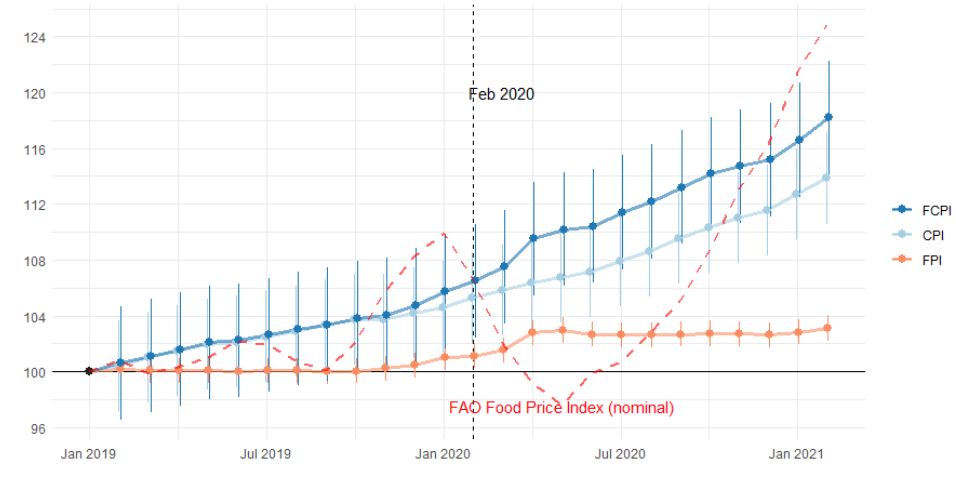 124
120
Feb 2020
116
112
FCPI
CPI
108
FPI
104
100
FAO Food Price Index (nominal)
96
Jan 2019
Jul 2019
Jan 2020
Jul 2020
Jan 2021